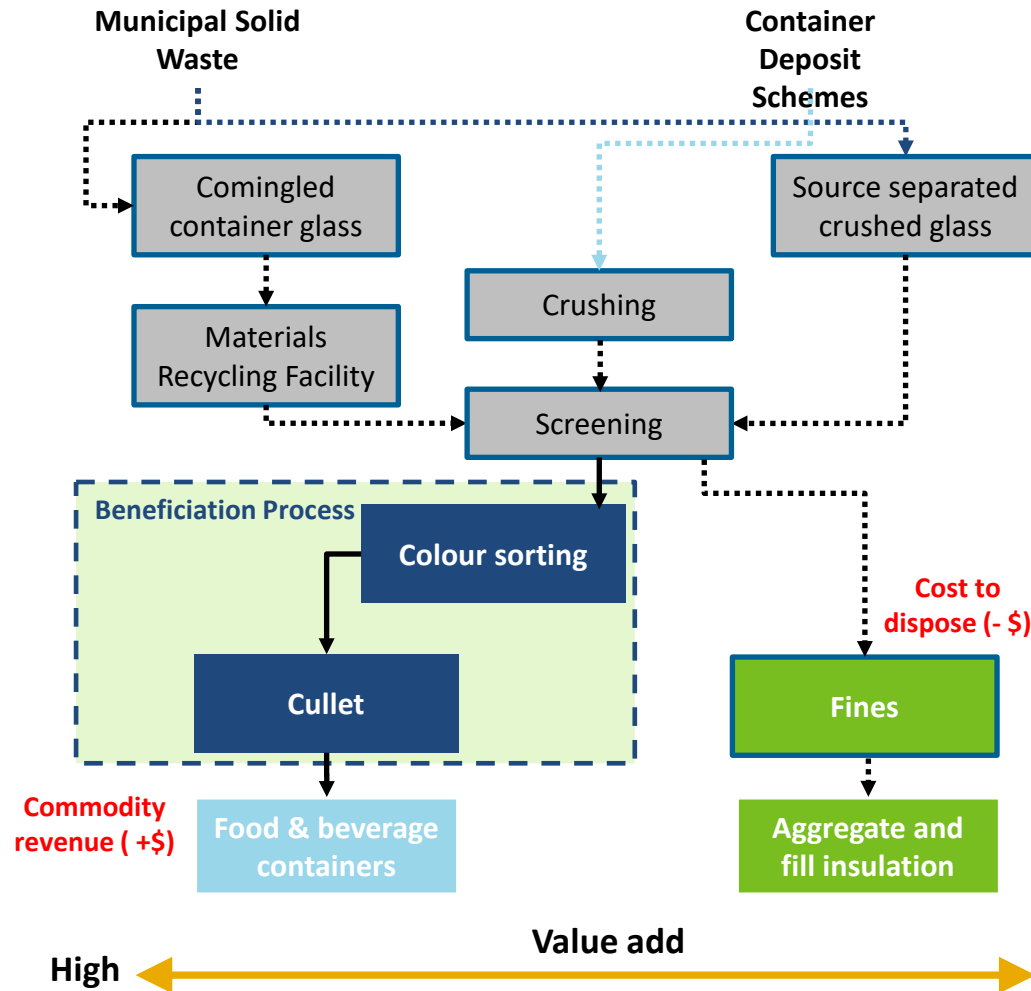 Municipal Solid
Waste
Container
Deposit
Schemes
Comingled
container glass
Source separated
crushed glass
Crushing
Materials
Recycling Facility
Screening
Beneficiation Process
Colour sorting
Cost to
dispose (- $)
Cullet
Fines
Commodity
revenue ( +$)
Food & beverage
containers
Aggregate and
fill insulation
Value add
High